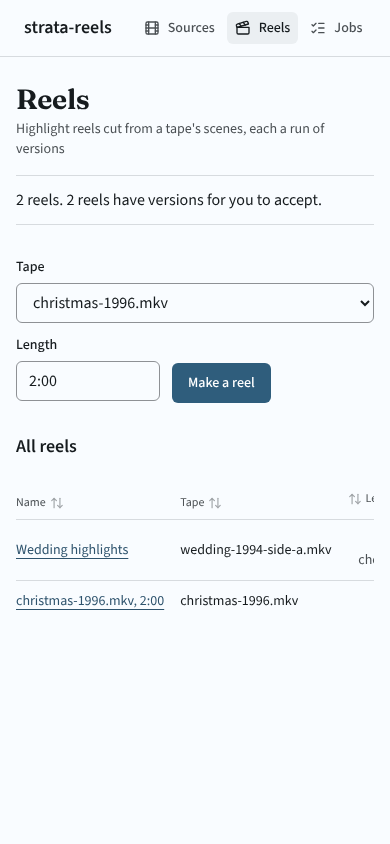 strata-reels Sources Reels Jobs
Reels
Highlight reels cut from a tape's scenes, each a run of
versions
2 reels. 2 reels have versions for you to accept.
Tape
christmas-1996.mkv
Length
2:00 Make a reel
All reels
Name Tape
Wedding highlights wedding-1994-side-a.mkv
christmas-1996.mkv, 2:00 christmas-1996.mkv